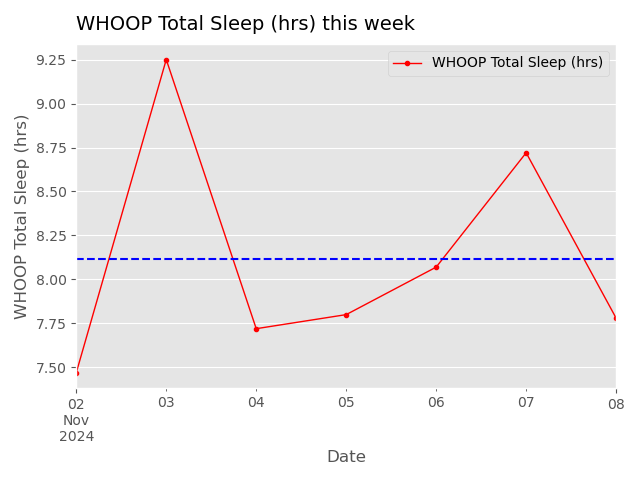 WHOOP Total Sleep (hrs) this week
WHOOP Total Sleep (hrs)
WHOOP Total Sleep (hrs)
9.25
9.00
8.75
8.50
8.25
8.00
7.75
7.50
02 03 04 05 06 07 08
Nov
2024
Date